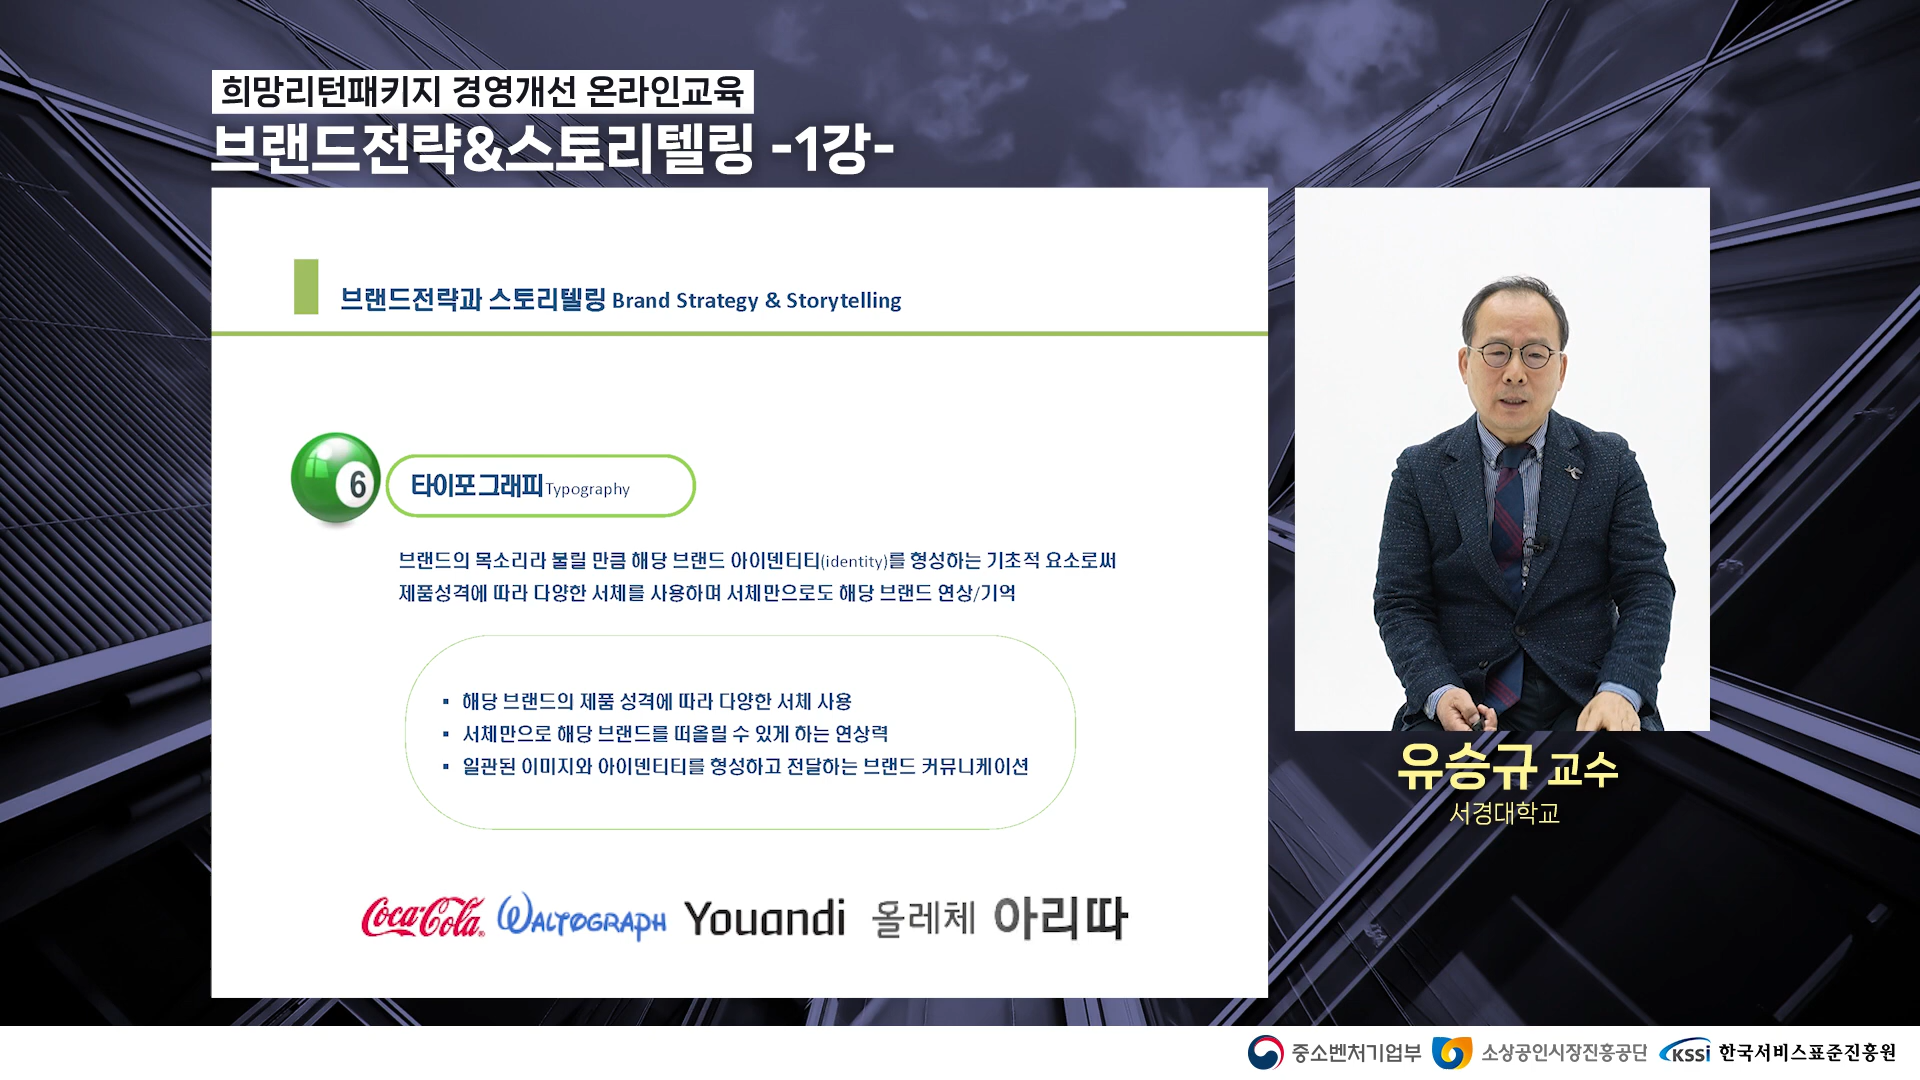 희망리턴패키지 경영개선 온라인교육
브랜드전략&스토리텔링 -1강-
브랜드전략과 스토리텔링 Brand Strategy & Storytelling
6
타이포그래피 Typography
브랜드의 목소리라 불릴 만큼 해당 브랜드 아이덴티티(identity)를 형성하는 기초적 요소로써
제품성격에 따라 다양한 서체를 사용하며 서체만으로도 해당 브랜드 연상/기억
▪ 해당 브랜드의 제품 성격에 따라 다양한 서체 사용
▪ 서체만으로 해당 브랜드를 떠올릴 수 있게 하는 연상력
▪ 일관된 이미지와 아이덴티티를 형성하고 전달하는 브랜드 커뮤니케이션
Coca-Cola® WALTOGRAPH Youandi 올레체 아리따
유승규 교수
서경대학교
중소벤처기업부 소상공인시장진흥공단 KSSi 한국서비스표준진흥원